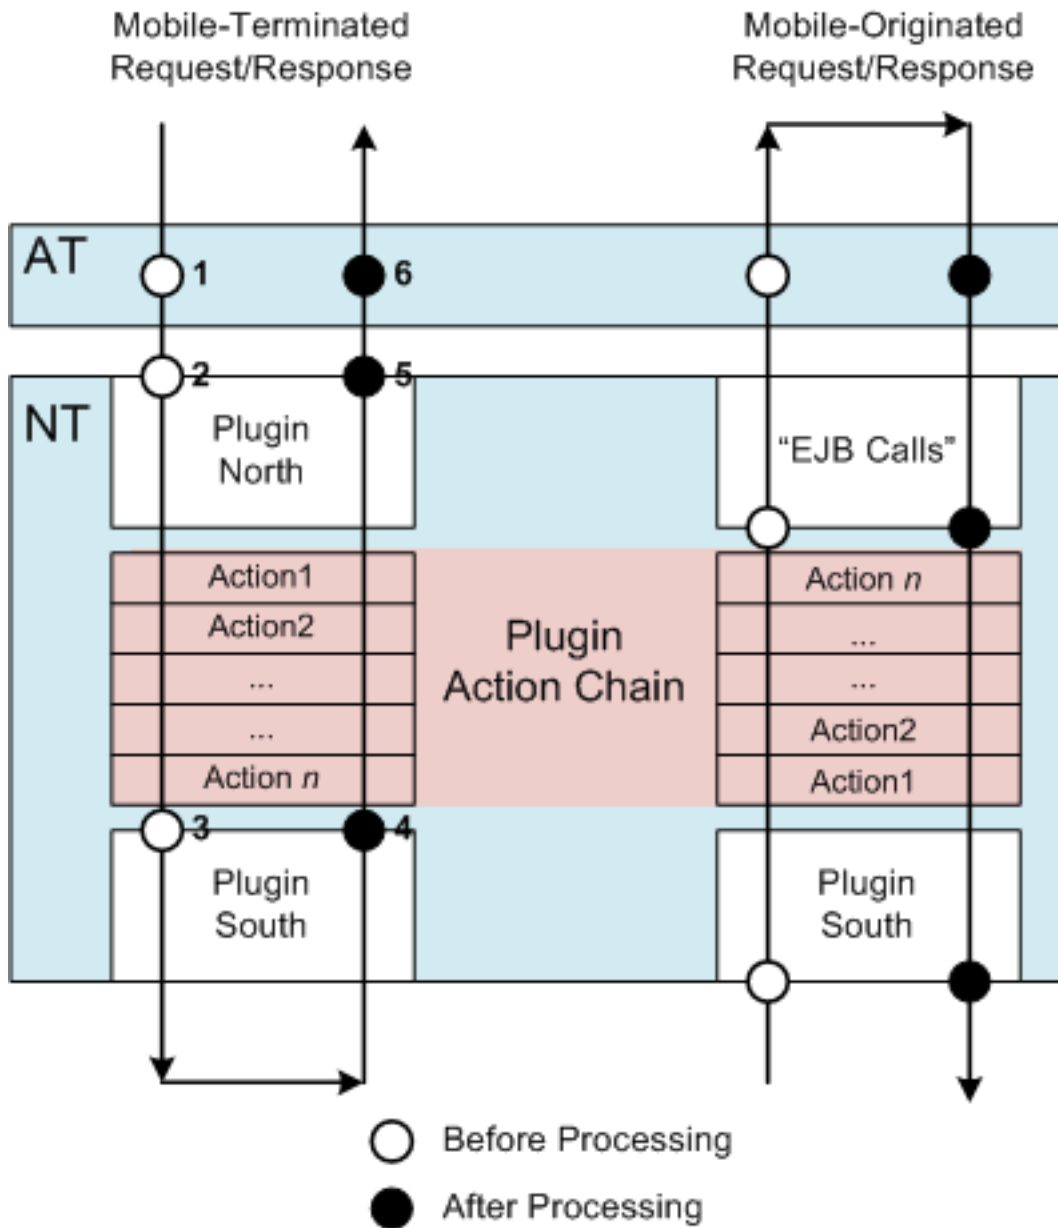 Mobile-Terminated
Request/Response
Mobile-Originated
Request/Response
AT
1
6
2
5
NT
Plugin
North
“EJB Calls”
Action1
Action2
...
...
Action n
Plugin
Action Chain
Action n
...
...
Action2
Action1
3
4
Plugin
South
Plugin
South
Before Processing
After Processing